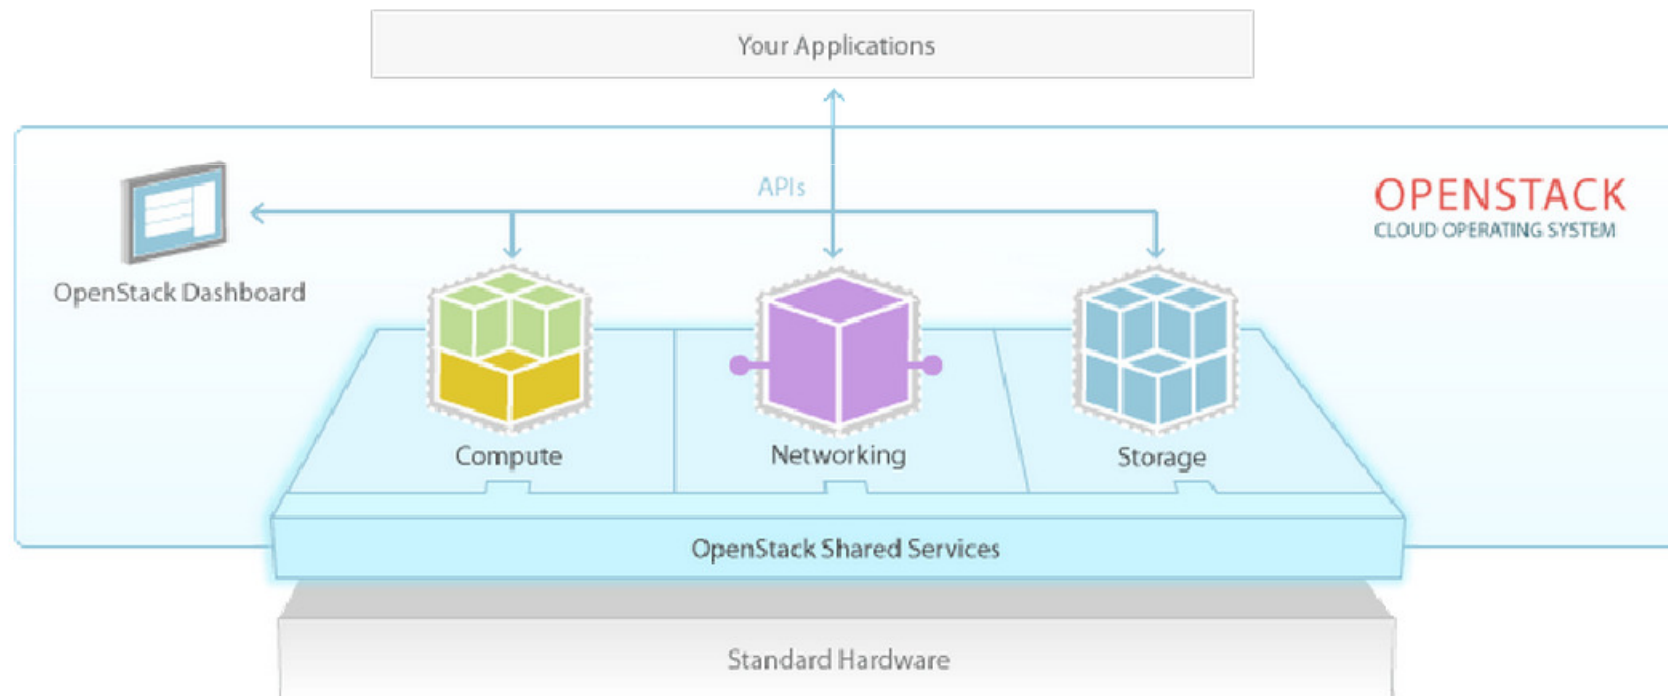 Your Applications
APIs
OPENSTACK
CLOUD OPERATING SYSTEM
OpenStack Dashboard
Compute
Networking
Storage
OpenStack Shared Services
Standard Hardware